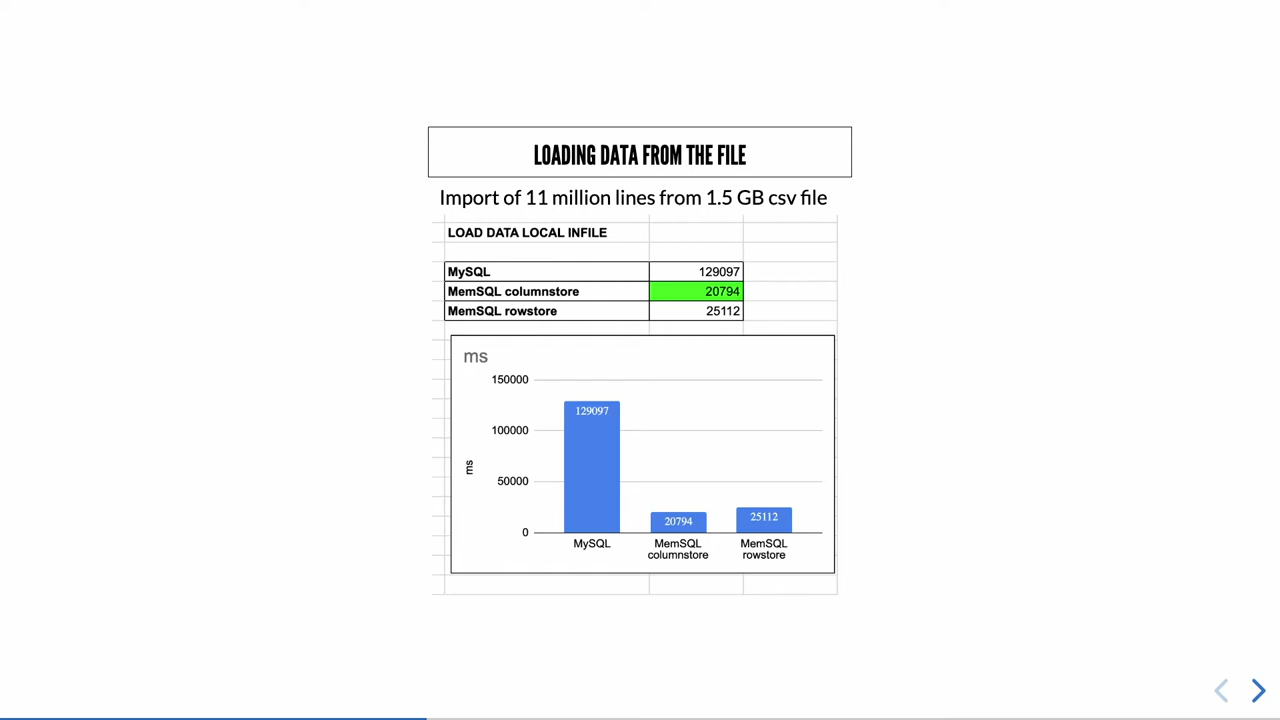 LOADING DATA FROM THE FILE
Import of 11 million lines from 1.5 GB csv file
LOAD DATA LOCAL INFILE
MySQL 129097
MemSQL columnstore 20794
MemSQL rowstore 25112
ms
150000
100000
50000
0
ms
129097
20794
25112
MySQL
MemSQL columnstore
MemSQL rowstore